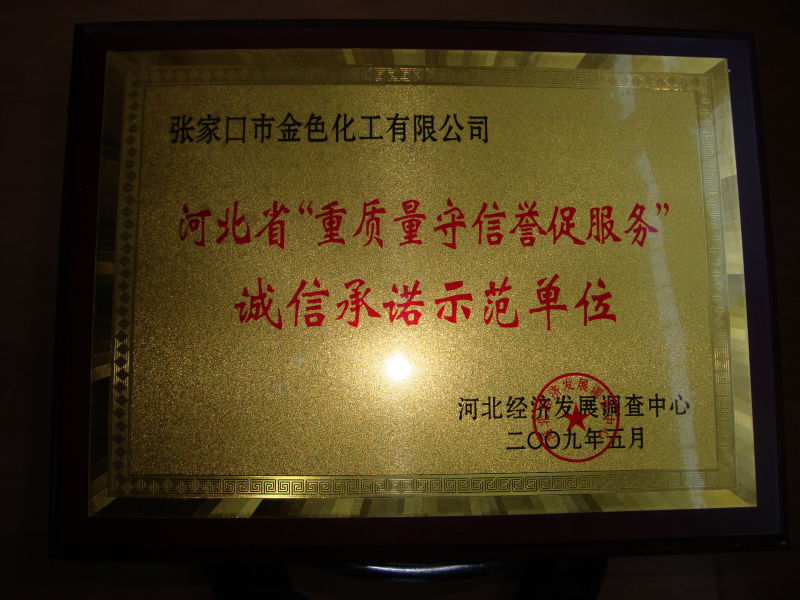 张家口市金色化工有限公司
河北省“重质量守信誉促服务”
诚信承诺示范单位
河北经济发展调查中心
二〇〇九年五月